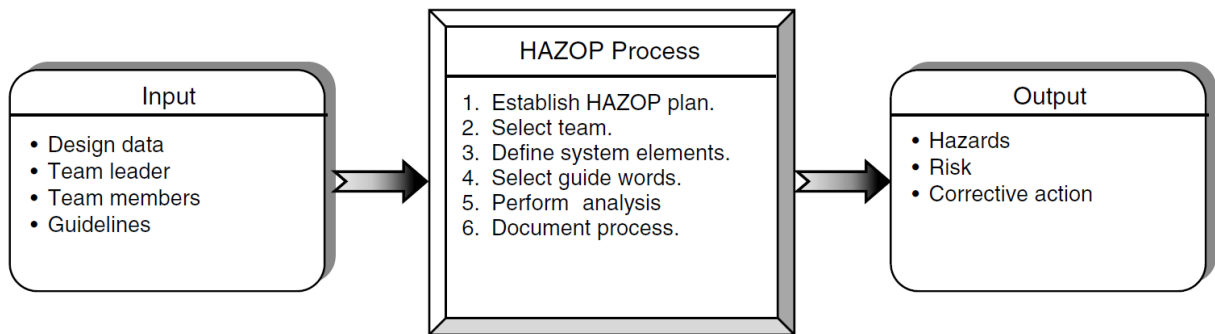 Input
• Design data
• Team leader
• Team members
• Guidelines
HAZOP Process
1. Establish HAZOP plan.
2. Select team.
3. Define system elements.
4. Select guide words.
5. Perform analysis
6. Document process.
Output
• Hazards
• Risk
• Corrective action